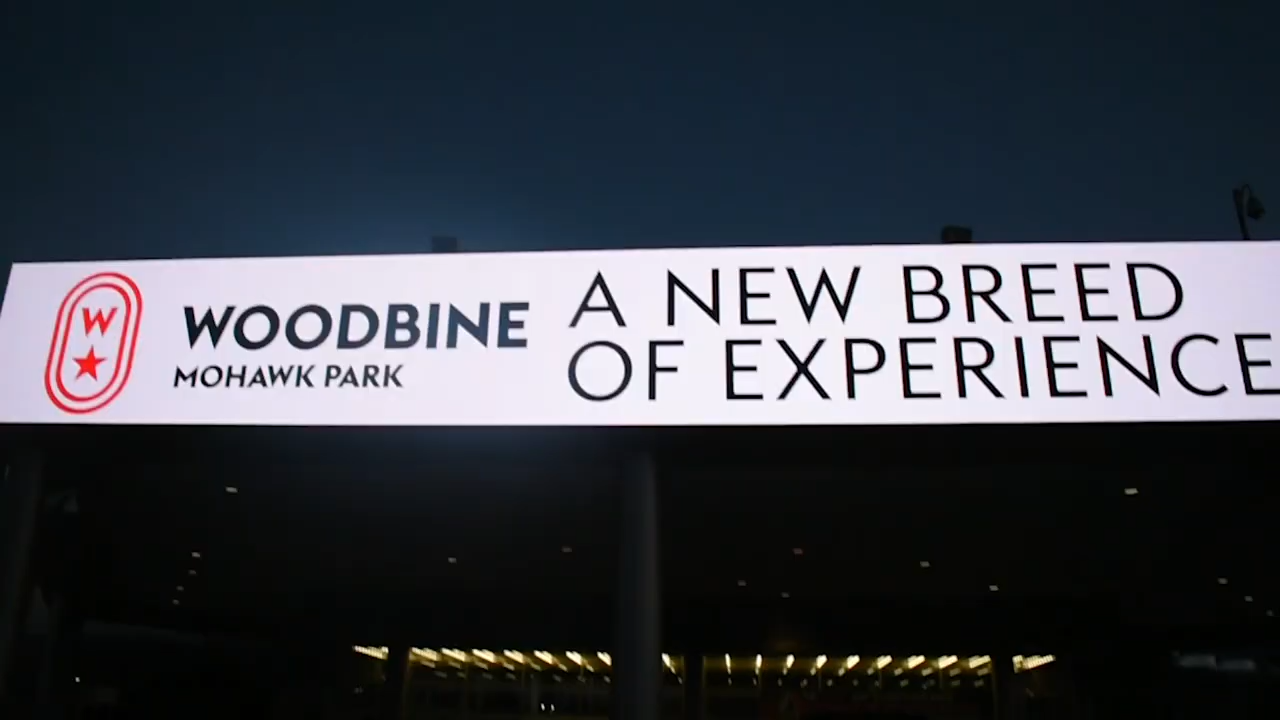 W
WOODBINE
MOHAWK PARK
A NEW BREED
OF EXPERIENCE